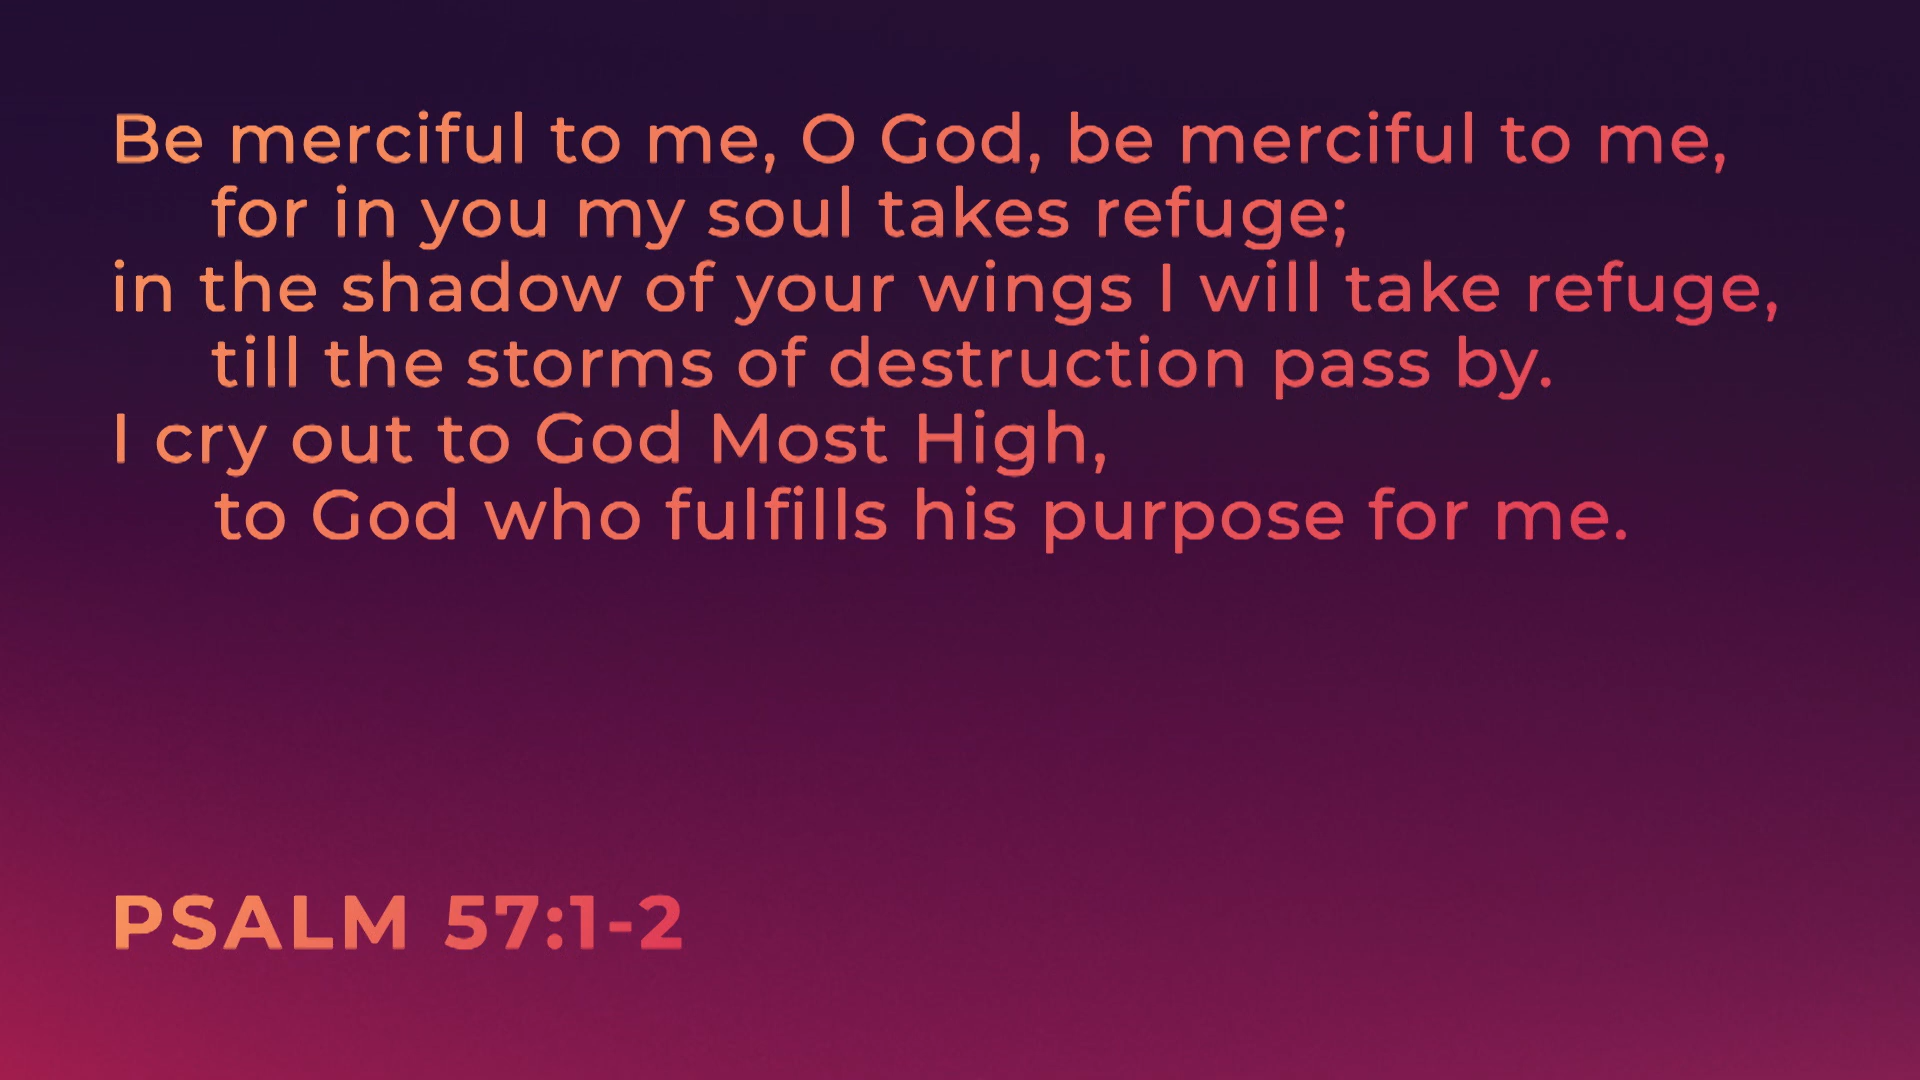 Be merciful to me, O God, be merciful to me,
for in you my soul takes refuge;
in the shadow of your wings I will take refuge,
till the storms of destruction pass by.
I cry out to God Most High,
to God who fulfills his purpose for me.
PSALM 57:1-2